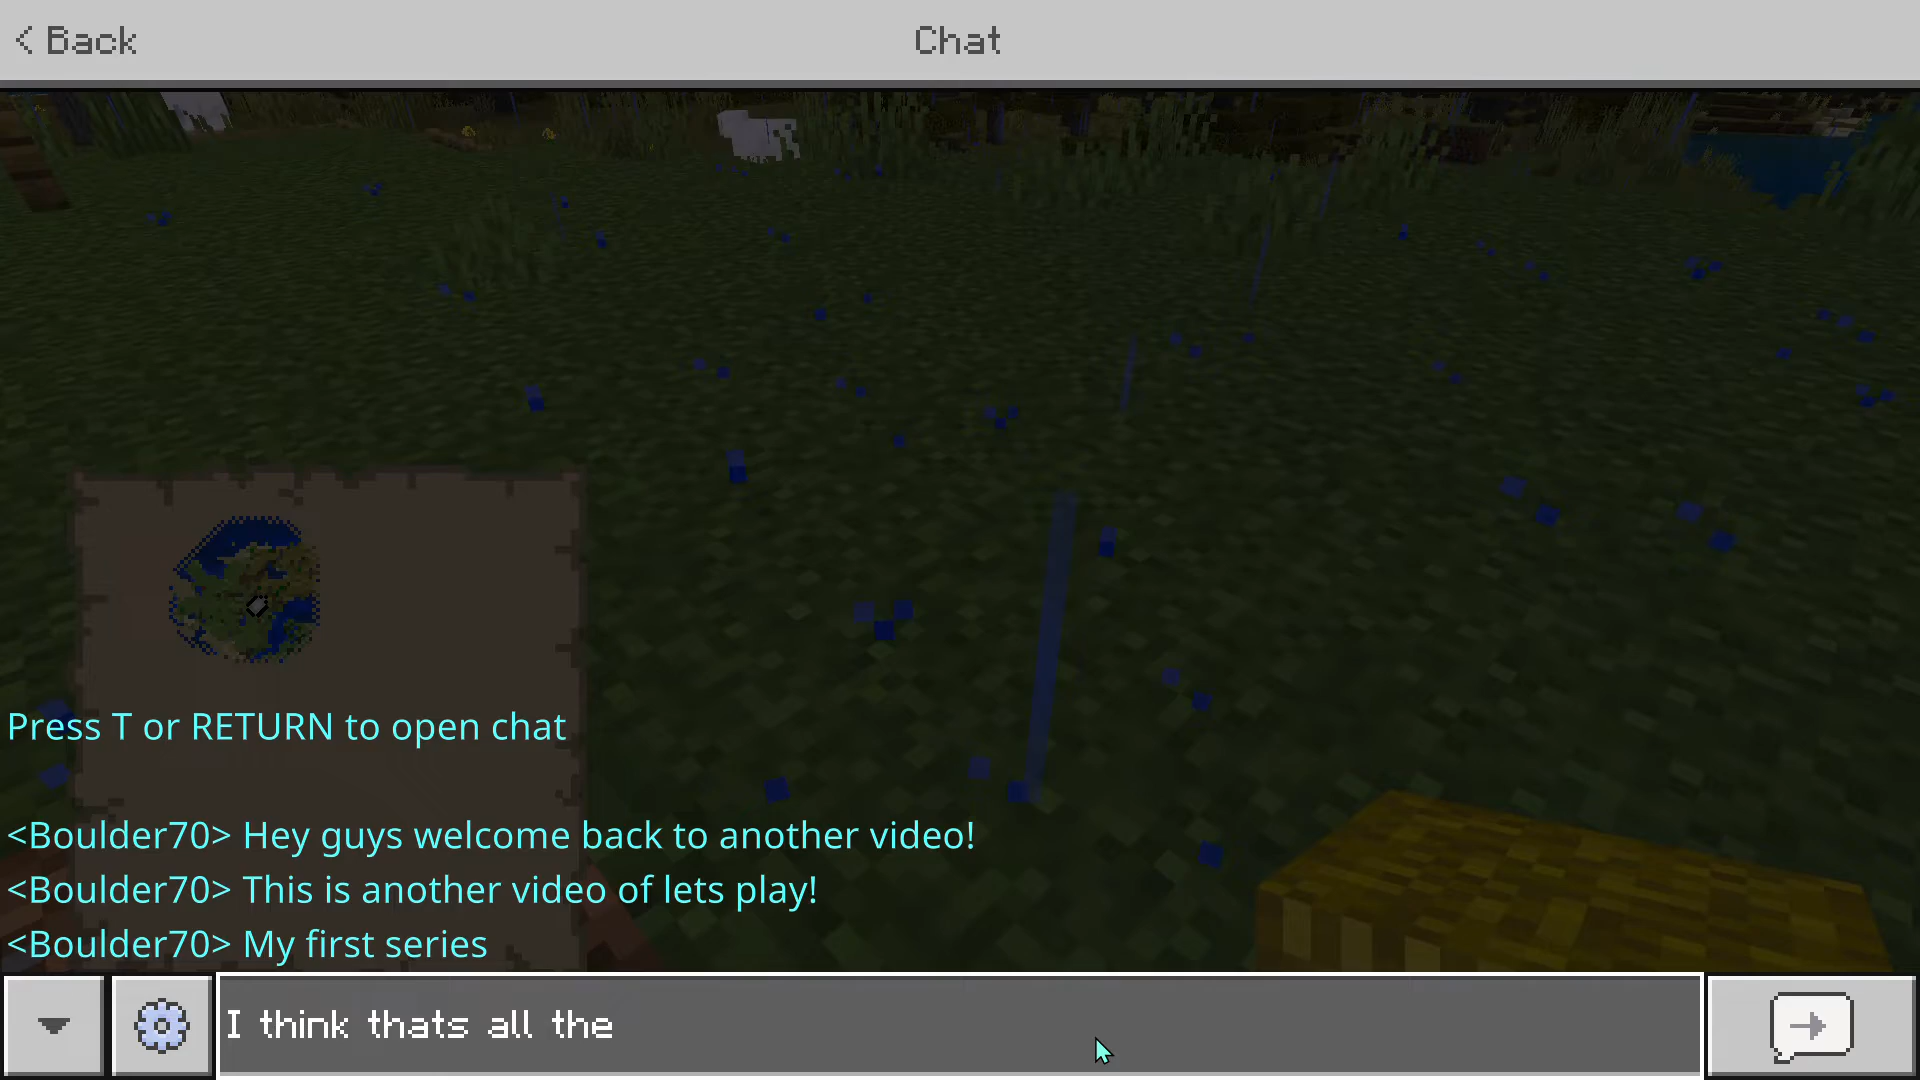 Back
Chat
Press T or RETURN to open chat
<Boulder70> Hey guys welcome back to another video!
<Boulder70> This is another video of lets play!
<Boulder70> My first series
I think thats all the